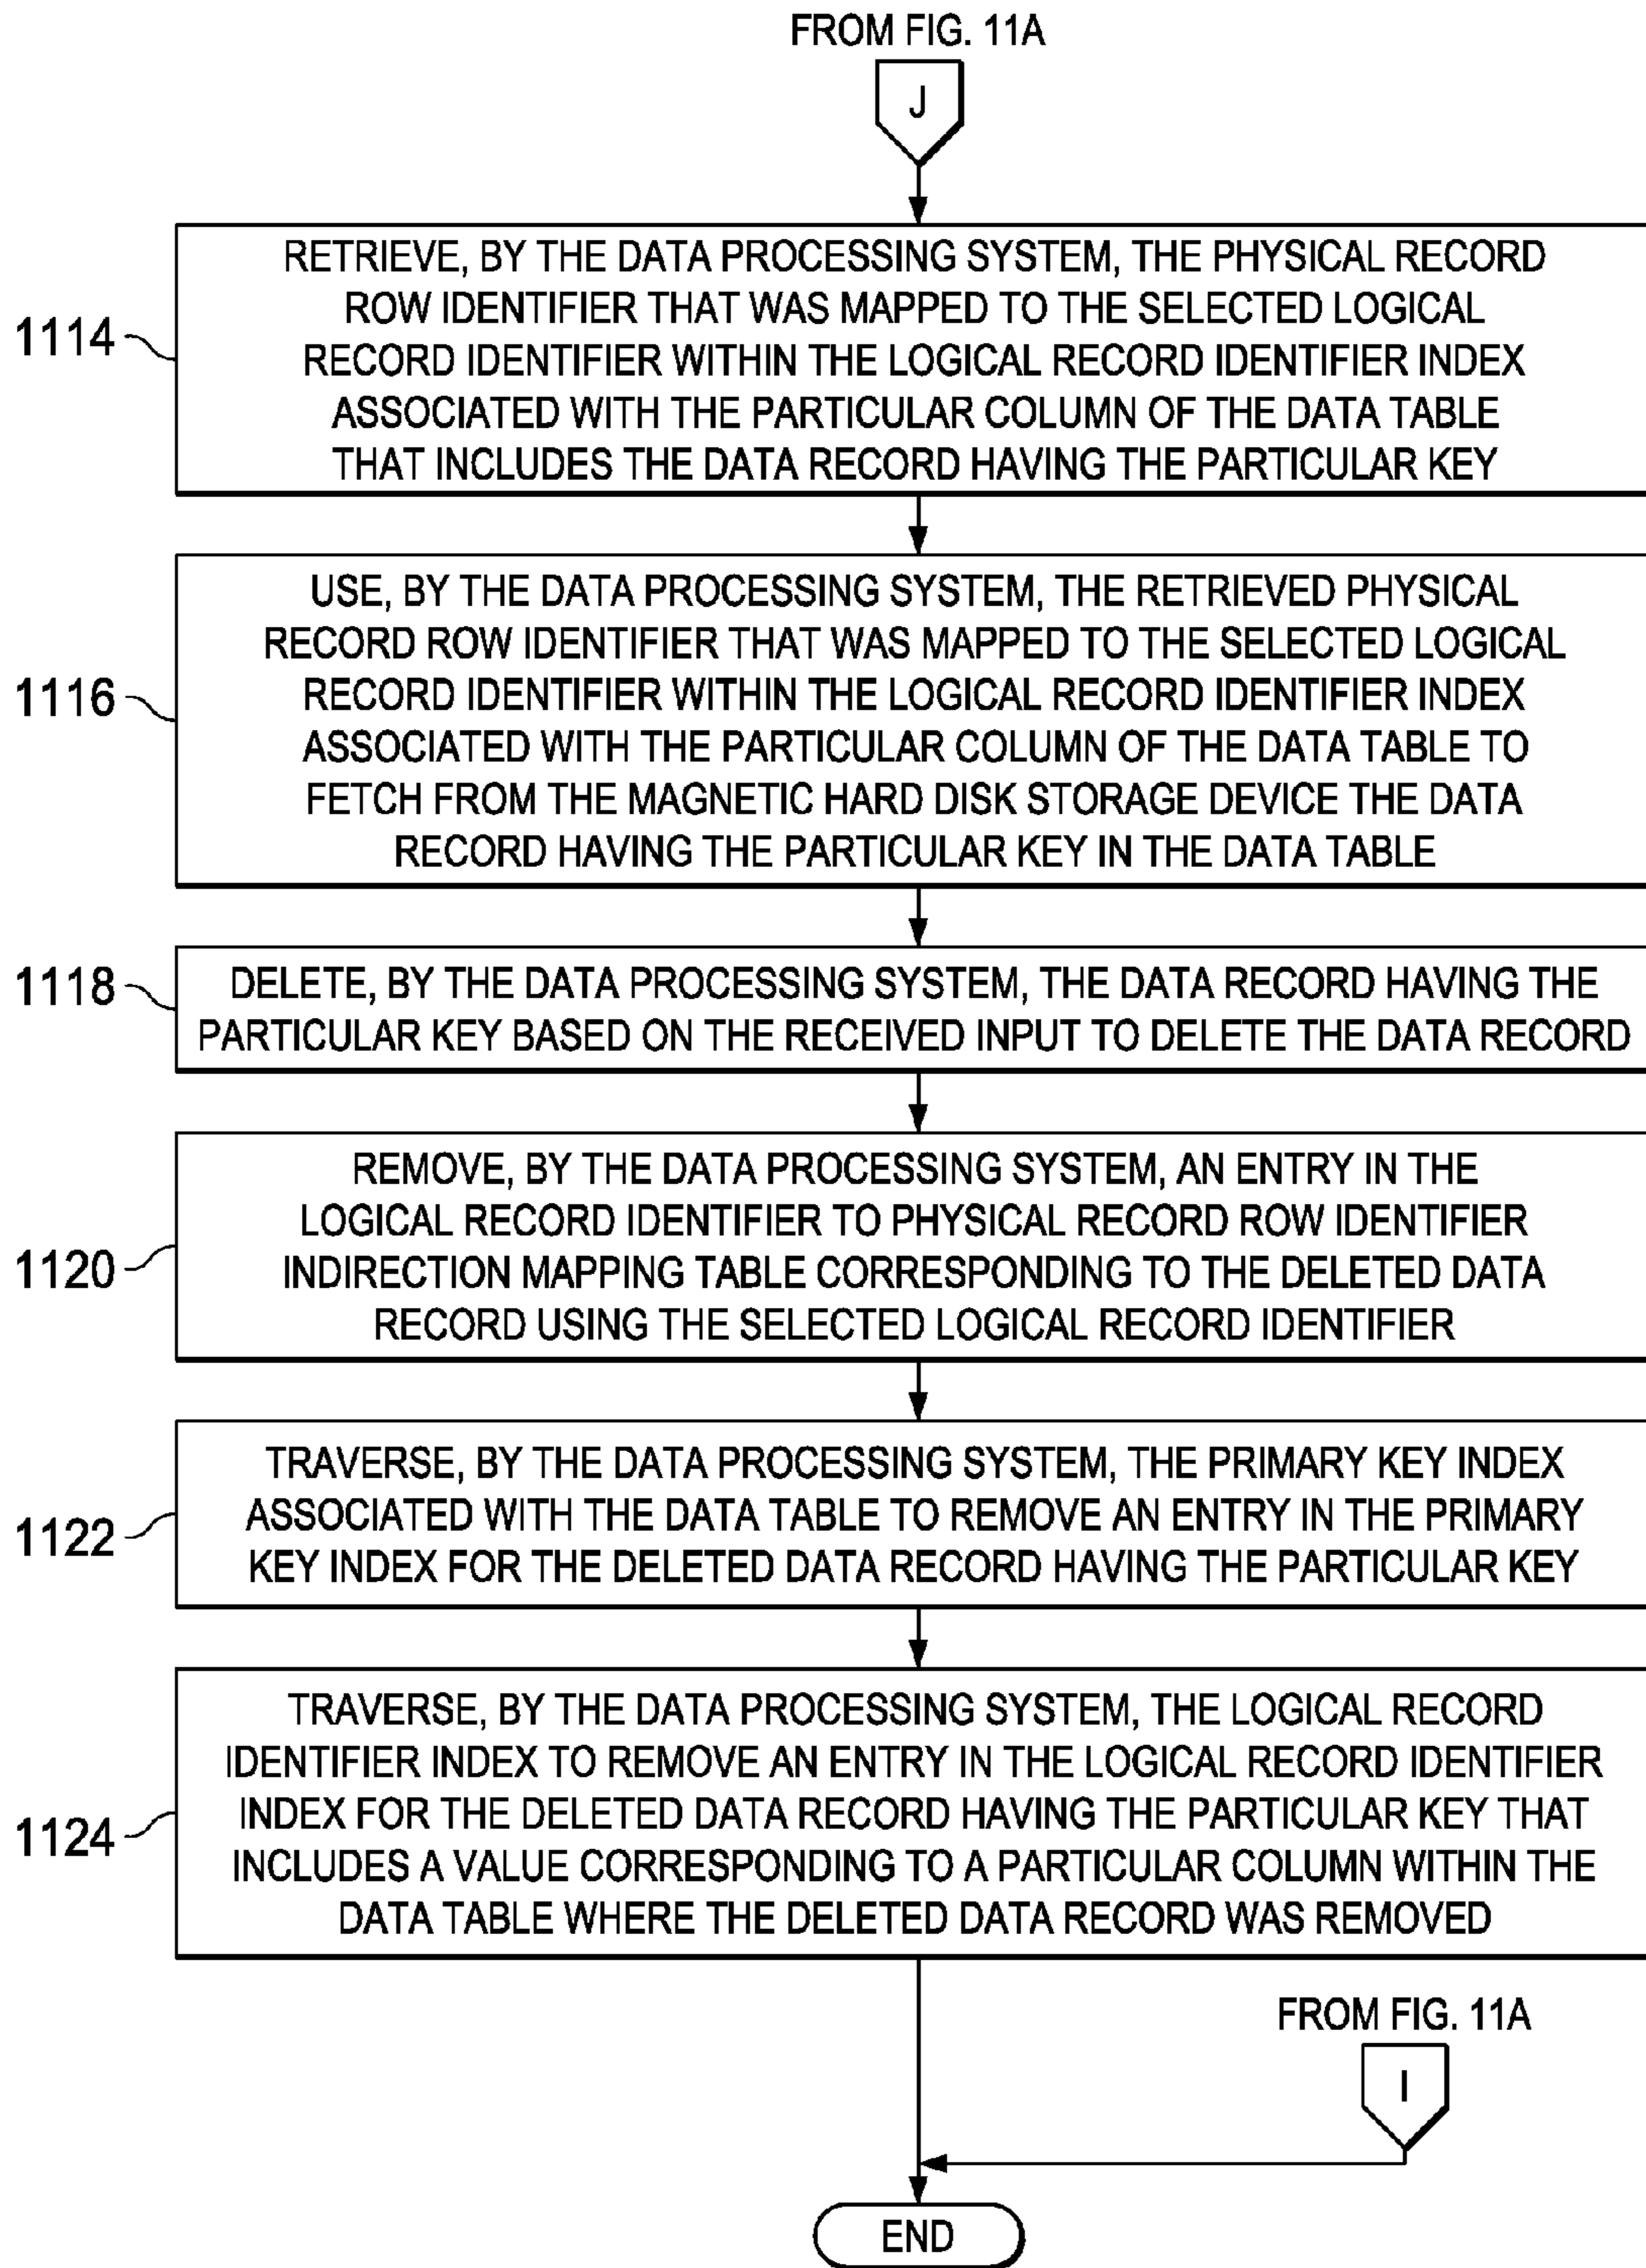 FROM FIG. 11A
J
1114
RETRIEVE, BY THE DATA PROCESSING SYSTEM, THE PHYSICAL RECORD
ROW IDENTIFIER THAT WAS MAPPED TO THE SELECTED LOGICAL
RECORD IDENTIFIER WITHIN THE LOGICAL RECORD IDENTIFIER INDEX
ASSOCIATED WITH THE PARTICULAR COLUMN OF THE DATA TABLE
THAT INCLUDES THE DATA RECORD HAVING THE PARTICULAR KEY
1116
USE, BY THE DATA PROCESSING SYSTEM, THE RETRIEVED PHYSICAL
RECORD ROW IDENTIFIER THAT WAS MAPPED TO THE SELECTED LOGICAL
RECORD IDENTIFIER WITHIN THE LOGICAL RECORD IDENTIFIER INDEX
ASSOCIATED WITH THE PARTICULAR COLUMN OF THE DATA TABLE TO
FETCH FROM THE MAGNETIC HARD DISK STORAGE DEVICE THE DATA
RECORD HAVING THE PARTICULAR KEY IN THE DATA TABLE
1118
DELETE, BY THE DATA PROCESSING SYSTEM, THE DATA RECORD HAVING THE
PARTICULAR KEY BASED ON THE RECEIVED INPUT TO DELETE THE DATA RECORD
1120
REMOVE, BY THE DATA PROCESSING SYSTEM, AN ENTRY IN THE
LOGICAL RECORD IDENTIFIER TO PHYSICAL RECORD ROW IDENTIFIER
INDIRECTION MAPPING TABLE CORRESPONDING TO THE DELETED DATA
RECORD USING THE SELECTED LOGICAL RECORD IDENTIFIER
1122
TRAVERSE, BY THE DATA PROCESSING SYSTEM, THE PRIMARY KEY INDEX
ASSOCIATED WITH THE DATA TABLE TO REMOVE AN ENTRY IN THE PRIMARY
KEY INDEX FOR THE DELETED DATA RECORD HAVING THE PARTICULAR KEY
1124
TRAVERSE, BY THE DATA PROCESSING SYSTEM, THE LOGICAL RECORD
IDENTIFIER INDEX TO REMOVE AN ENTRY IN THE LOGICAL RECORD IDENTIFIER
INDEX FOR THE DELETED DATA RECORD HAVING THE PARTICULAR KEY THAT
INCLUDES A VALUE CORRESPONDING TO A PARTICULAR COLUMN WITHIN THE
DATA TABLE WHERE THE DELETED DATA RECORD WAS REMOVED
FROM FIG. 11A
I
END